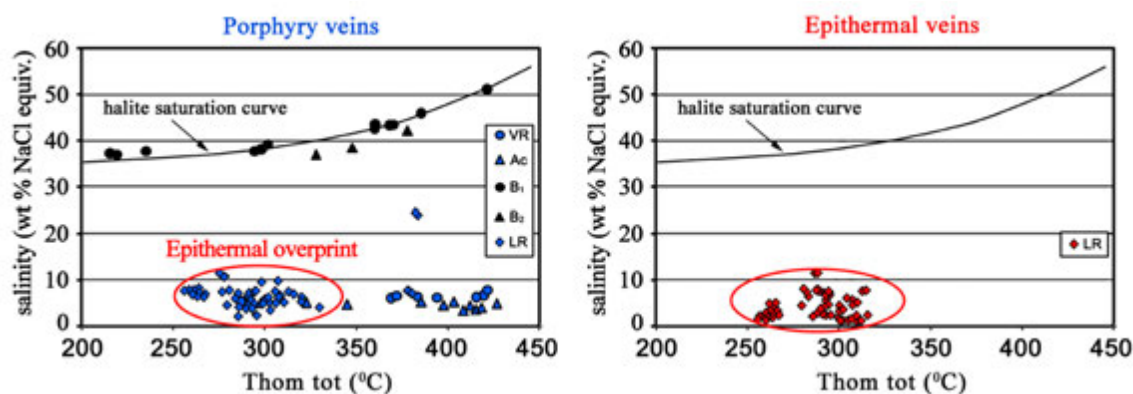 Porphyry veins
salinity (wt % NaCl equiv.)
60
50
40
30
20
10
0
halite saturation curve
VR
Ac
B₁
B₂
LR
Epithermal overprint
200
250
300
350
400
450
Thom tot (⁰C)
Epithermal veins
salinity (wt % NaCl equiv.)
60
50
40
30
20
10
0
halite saturation curve
LR
200
250
300
350
400
450
Thom tot (⁰C)